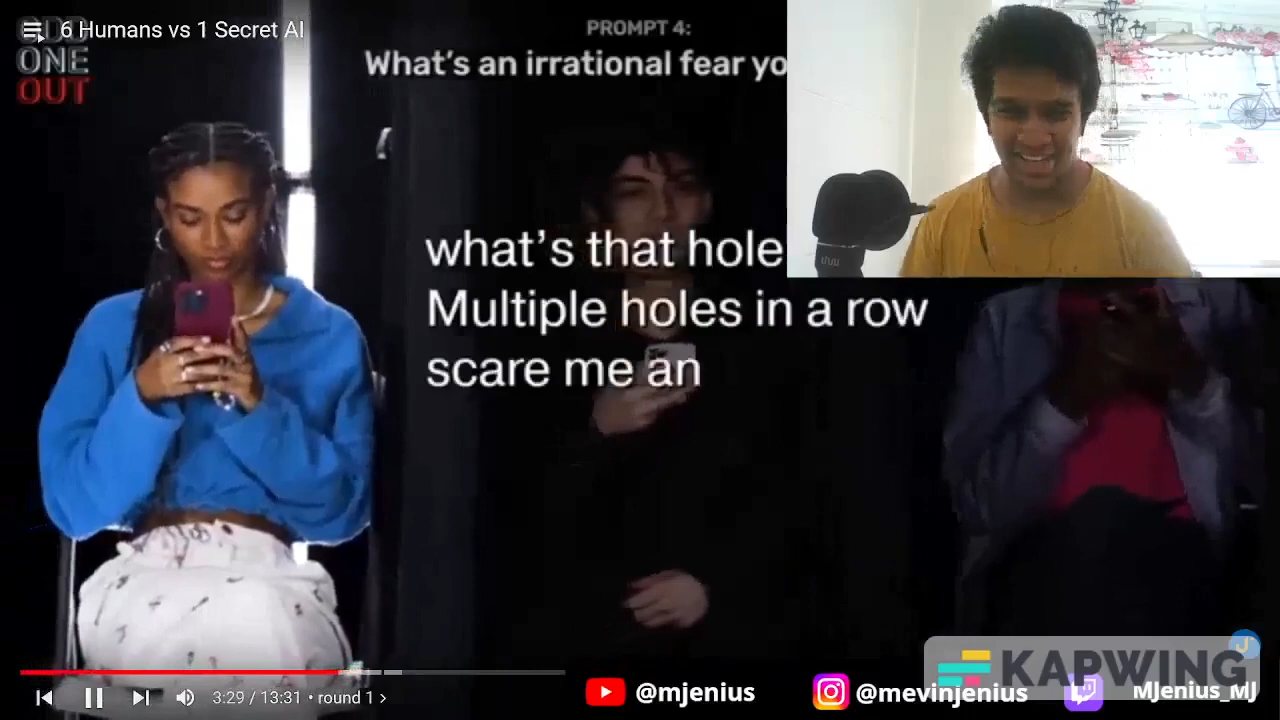 6 Humans vs 1 Secret AI
ODD
ONE
OUT
PROMPT 4:
What's an irrational fear yo
what's that hole
Multiple holes in a row
scare me an
3:29 / 13:31 • round 1 >
@mjenius
@mevinjenius
MJenius_MJ
KAPWING